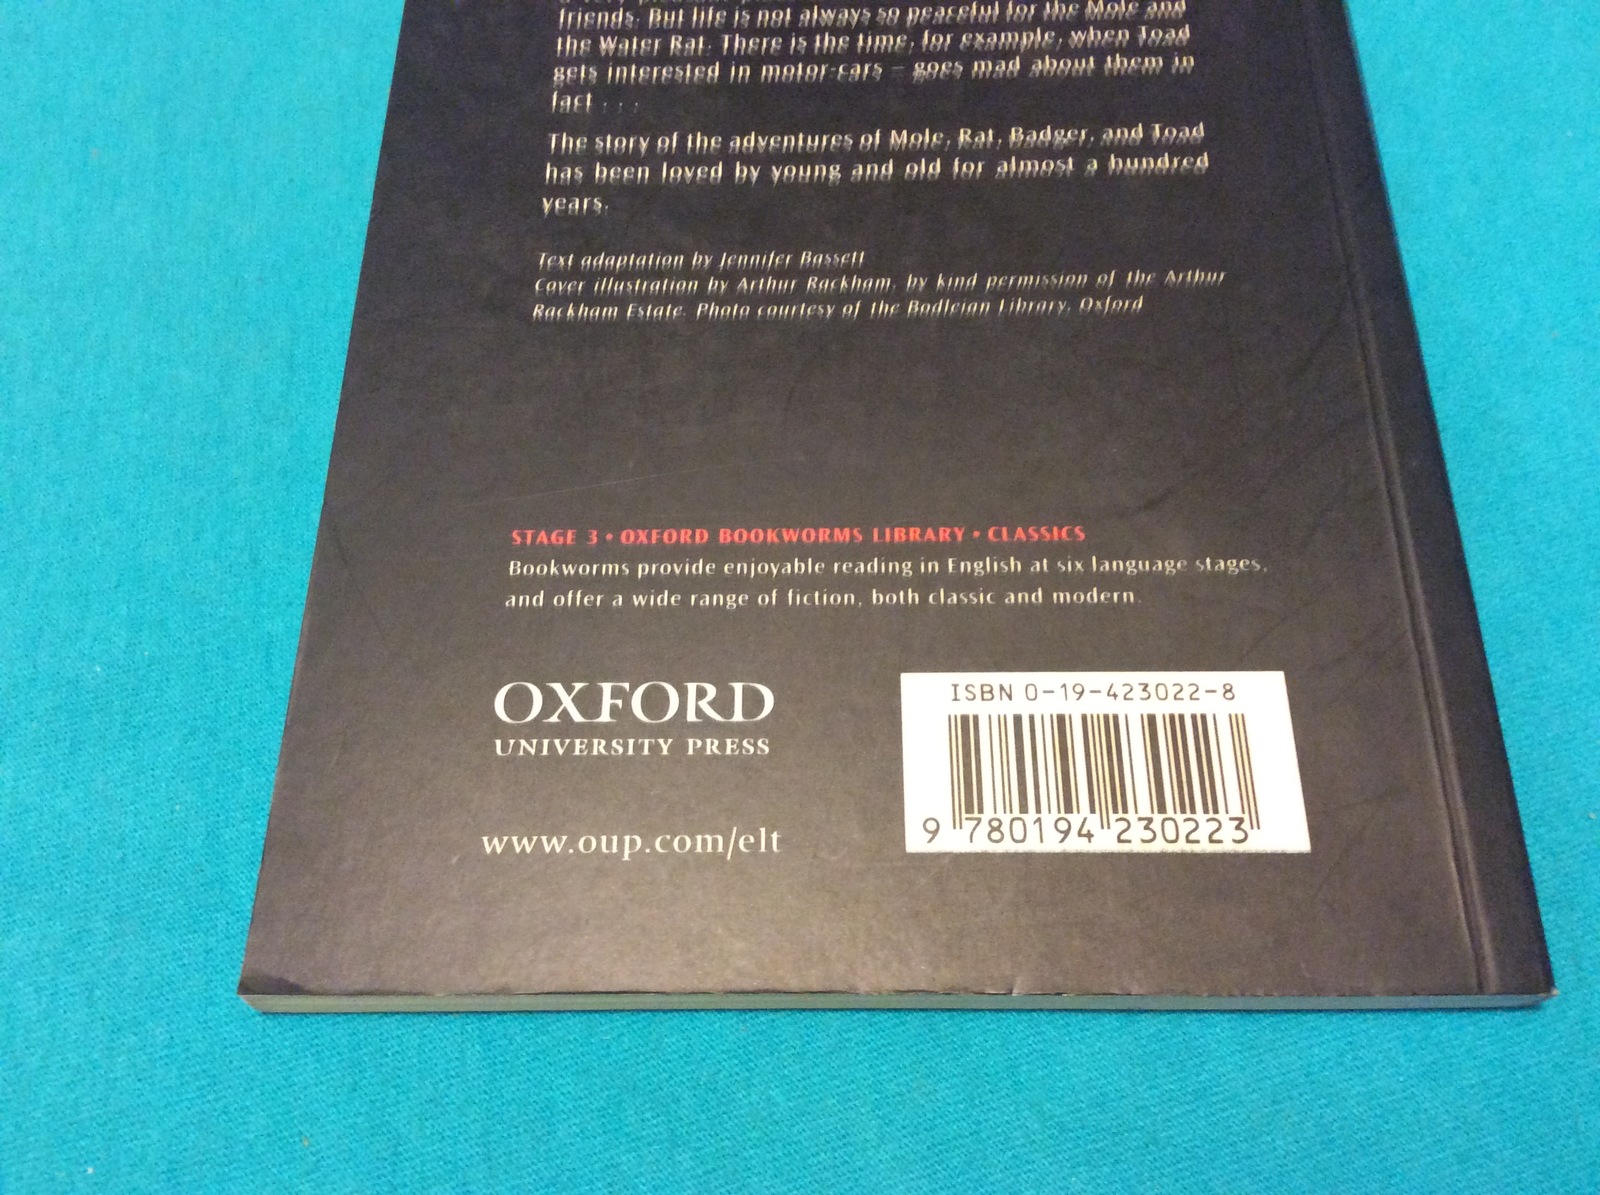 a very pleasant
friends. But life is not always so peaceful for the Mole and
the Water Rat. There is the time, for example, when Toad
gets interested in motor-cars – goes mad about them in
fact . . .
The story of the adventures of Mole, Rat, Badger, and Toad
has been loved by young and old for almost a hundred
years.
Text adaptation by Jennifer Bassett
Cover illustration by Arthur Rackham, by kind permission of the Arthur
Rackham Estate. Photo courtesy of the Bodleian Library, Oxford
STAGE 3 • OXFORD BOOKWORMS LIBRARY • CLASSICS
Bookworms provide enjoyable reading in English at six language stages,
and offer a wide range of fiction, both classic and modern.
OXFORD
UNIVERSITY PRESS
www.oup.com/elt
ISBN 0-19-423022-8
9 780194 230223